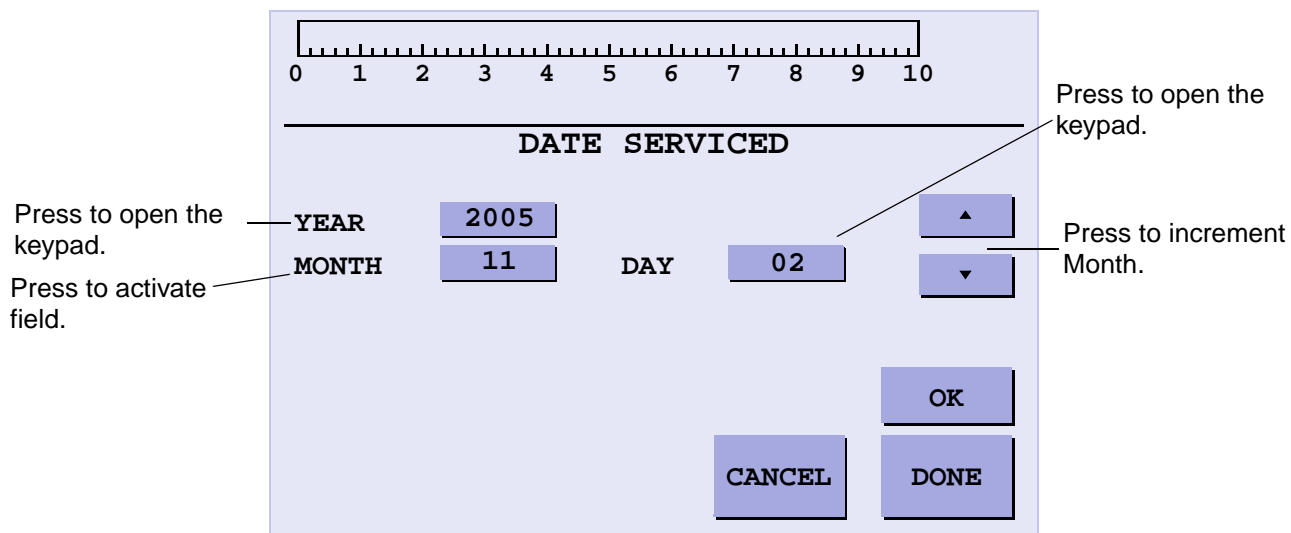 0 1 2 3 4 5 6 7 8 9 10
DATE SERVICED
Press to open the
keypad.
Press to open the
keypad.
YEAR 2005
MONTH 11 DAY 02
Press to activate
field.
Press to increment
Month.
OK
CANCEL DONE